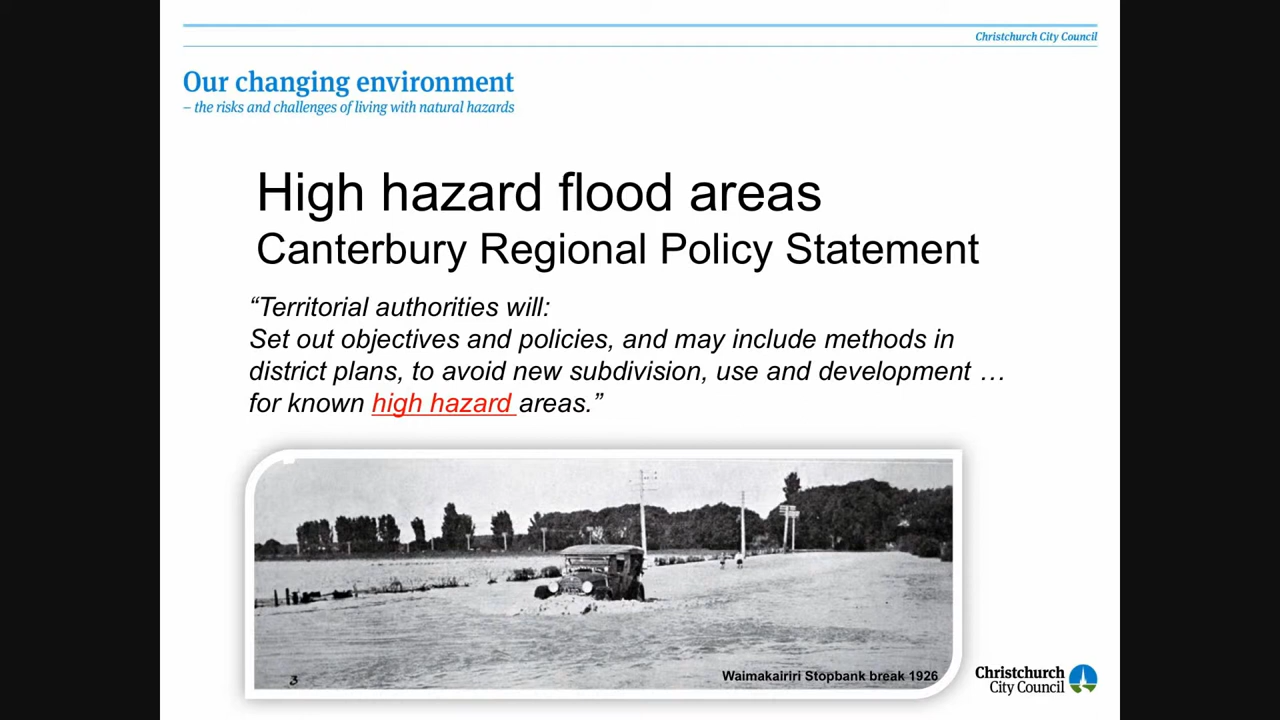 Christchurch City Council
Our changing environment
– the risks and challenges of living with natural hazards
High hazard flood areas
Canterbury Regional Policy Statement
“Territorial authorities will:
Set out objectives and policies, and may include methods in
district plans, to avoid new subdivision, use and development …
for known high hazard areas.”
3
Waimakairiri Stopbank break 1926
Christchurch
City Council